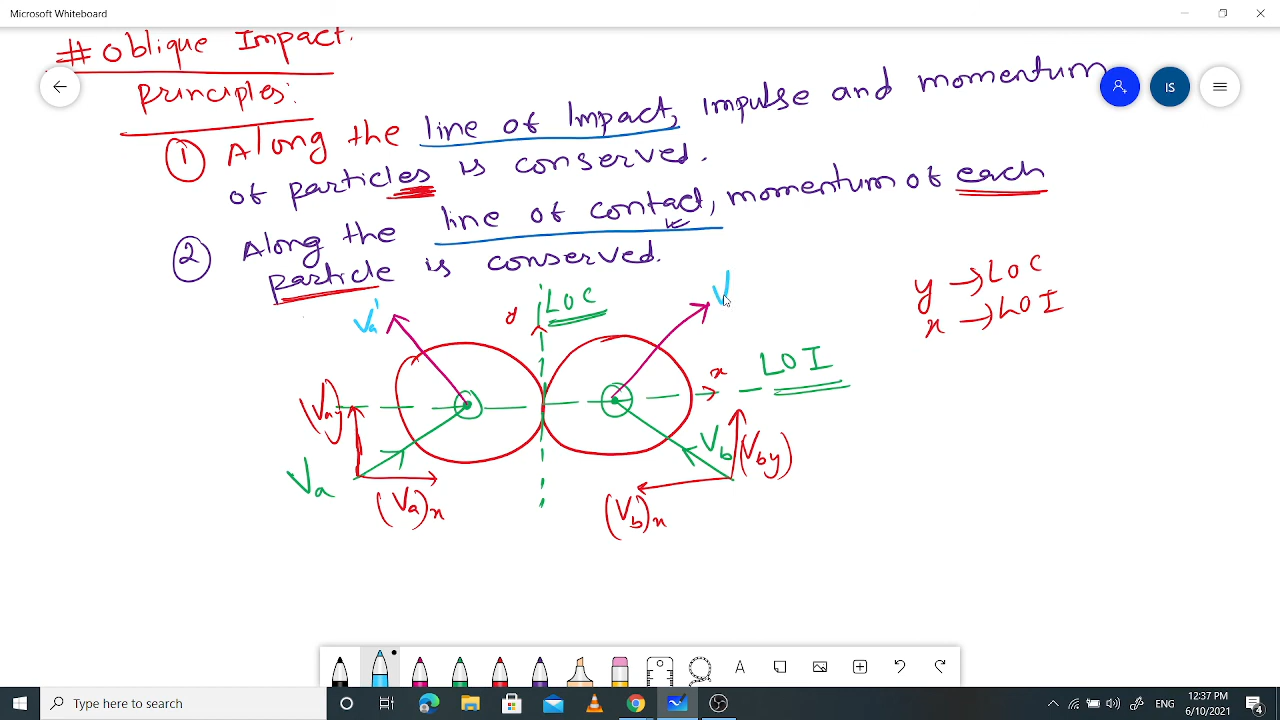 Microsoft Whiteboard
# Oblique Impact.
Principles:
IS
① Along the line of Impact, impulse and momentum
of particles is conserved.
② Along the line of contact, momentum of each
particle is conserved.
y → LOC
x → LOI
Va'
y
LOC
V
LOI
x
(Vay)
Va
(Va)x
Vb
(Vby)
(Vb)x
A
Type here to search
ENG
12:37 PM
6/10/2021
4